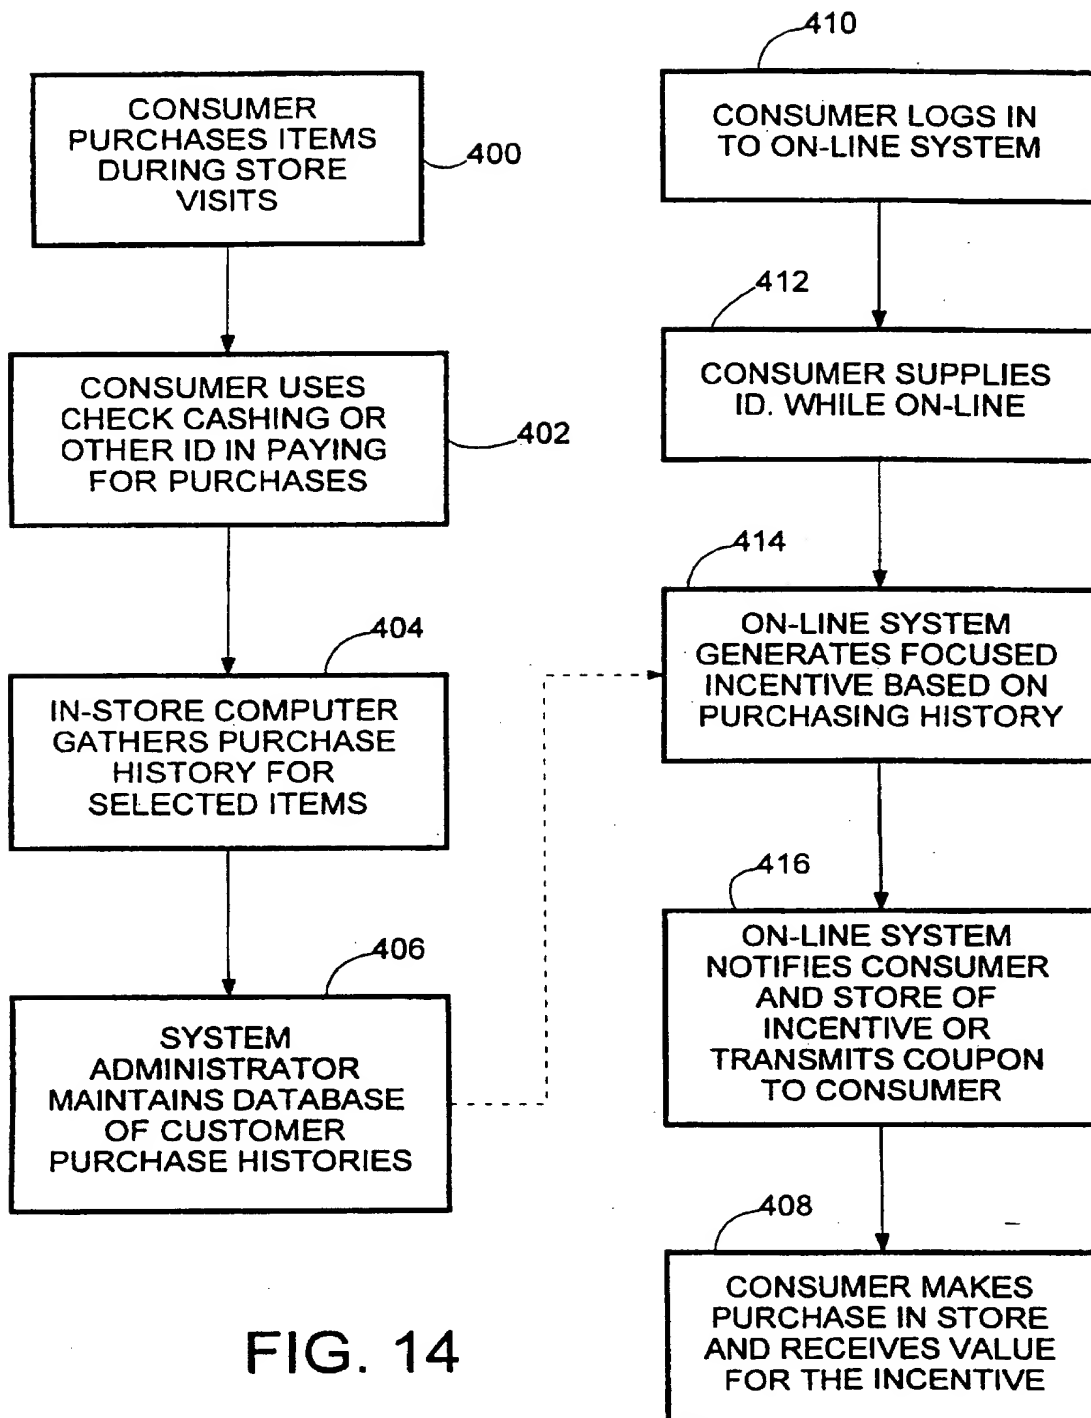 CONSUMER
PURCHASES ITEMS
DURING STORE
VISITS
400
CONSUMER USES
CHECK CASHING OR
OTHER ID IN PAYING
FOR PURCHASES
402
404
IN-STORE COMPUTER
GATHERS PURCHASE
HISTORY FOR
SELECTED ITEMS
406
SYSTEM
ADMINISTRATOR
MAINTAINS DATABASE
OF CUSTOMER
PURCHASE HISTORIES
410
CONSUMER LOGS IN
TO ON-LINE SYSTEM
412
CONSUMER SUPPLIES
ID. WHILE ON-LINE
414
ON-LINE SYSTEM
GENERATES FOCUSED
INCENTIVE BASED ON
PURCHASING HISTORY
416
ON-LINE SYSTEM
NOTIFIES CONSUMER
AND STORE OF
INCENTIVE OR
TRANSMITS COUPON
TO CONSUMER
408
CONSUMER MAKES
PURCHASE IN STORE
AND RECEIVES VALUE
FOR THE INCENTIVE
FIG. 14